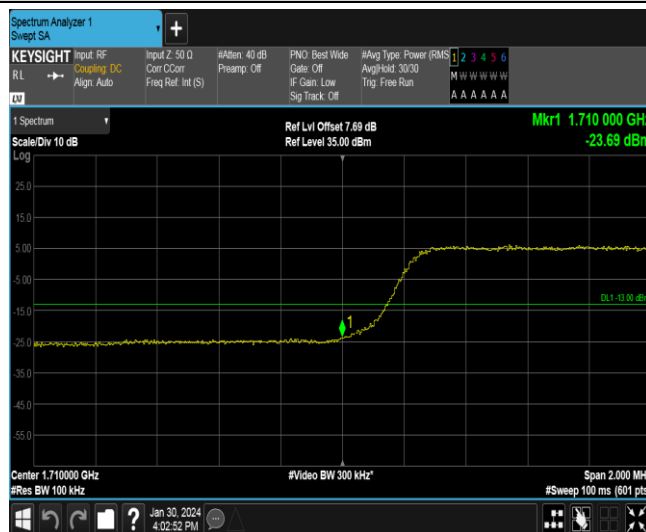 Spectrum Analyzer 1
Swept SA
+
KEYSIGHT
RL
LXI
Input: RF
Coupling: DC
Align: Auto
Input Z: 50 Ω
Corr CCorr
Freq Ref: Int (S)
#Atten: 40 dB
Preamp: Off
PNO: Best Wide
Gate: Off
IF Gain: Low
Sig Track: Off
#Avg Type: Power (RMS
Avg|Hold: 30/30
Trig: Free Run
1 2 3 4 5 6
M W W W W W
A A A A A A
1 Spectrum
Scale/Div 10 dB
Log
Ref Lvl Offset 7.69 dB
Ref Level 35.00 dBm
Mkr1 1.710 000 GHz
-23.69 dBm
25.0
15.0
5.00
-5.00
DL1 -13.00 dBm
-15.0
1
-25.0
-35.0
-45.0
-55.0
Center 1.710000 GHz
#Res BW 100 kHz
#Video BW 300 kHz*
Span 2.000 MH
#Sweep 100 ms (601 pts
?
Jan 30, 2024
4:02:52 PM